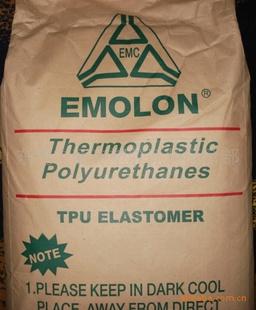 EMC
EMOLON®
Thermoplastic
Polyurethanes
TPU ELASTOMER
NOTE
1.PLEASE KEEP IN DARK COOL
PLACE, AWAY FROM DIRECT